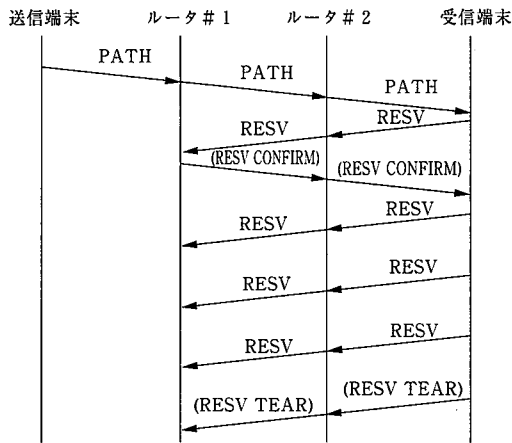 送信端末 ルータ＃1 ルータ＃2 受信端末
PATH
PATH
PATH
RESV
RESV
(RESV CONFIRM)
(RESV CONFIRM)
RESV
RESV
RESV
RESV
RESV
RESV
(RESV TEAR)
(RESV TEAR)